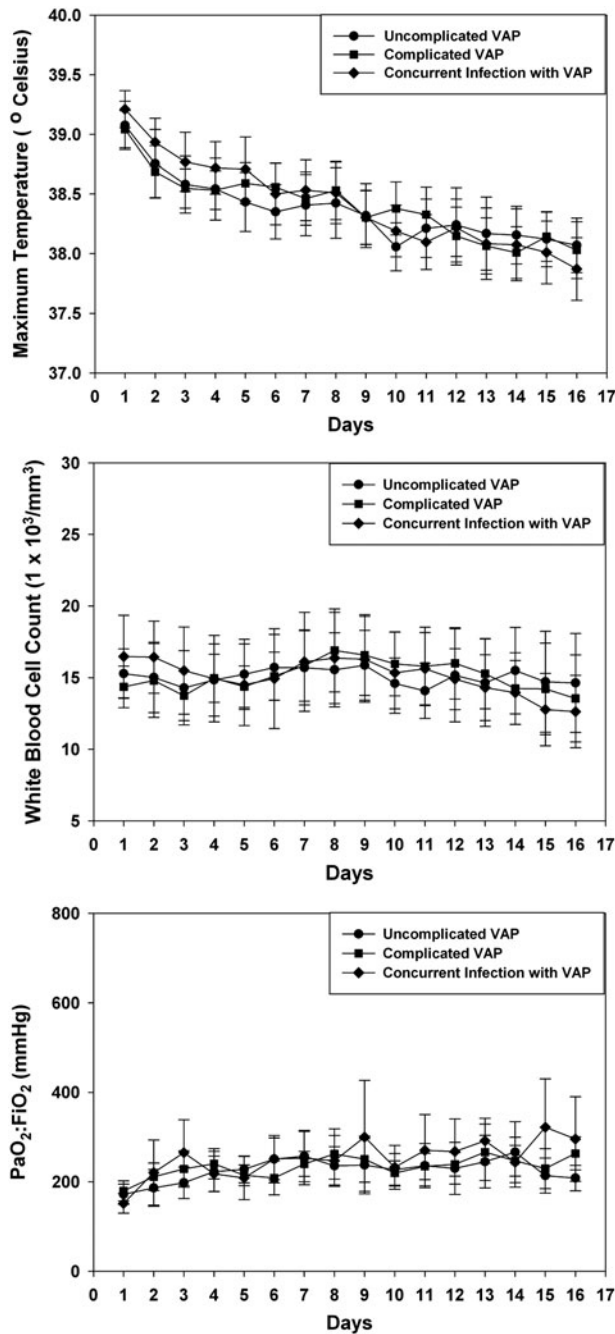 40.0
39.5
39.0
38.5
38.0
37.5
37.0
Maximum Temperature ( ° Celsius)
Uncomplicated VAP
Complicated VAP
Concurrent Infection with VAP
0 1 2 3 4 5 6 7 8 9 10 11 12 13 14 15 16 17
Days
30
25
20
15
10
5
White Blood Cell Count (1 x 10³/mm³)
Uncomplicated VAP
Complicated VAP
Concurrent Infection with VAP
0 1 2 3 4 5 6 7 8 9 10 11 12 13 14 15 16 17
Days
800
600
400
200
0
PaO₂:FiO₂ (mmHg)
Uncomplicated VAP
Complicated VAP
Concurrent Infection with VAP
0 1 2 3 4 5 6 7 8 9 10 11 12 13 14 15 16 17
Days